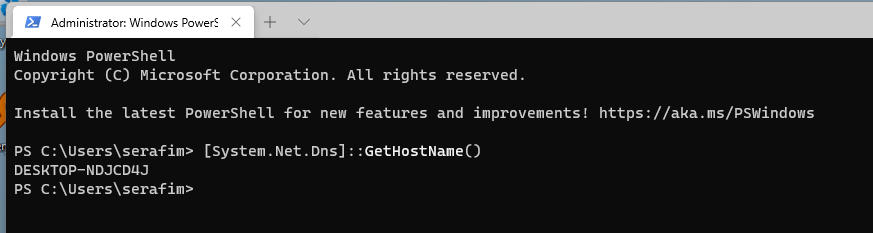 Administrator: Windows PowerS
Windows PowerShell
Copyright (C) Microsoft Corporation. All rights reserved.
Install the latest PowerShell for new features and improvements! https://aka.ms/PSWindows
PS C:\Users\serafim> [System.Net.Dns]::GetHostName()
DESKTOP-NDJCD4J
PS C:\Users\serafim>